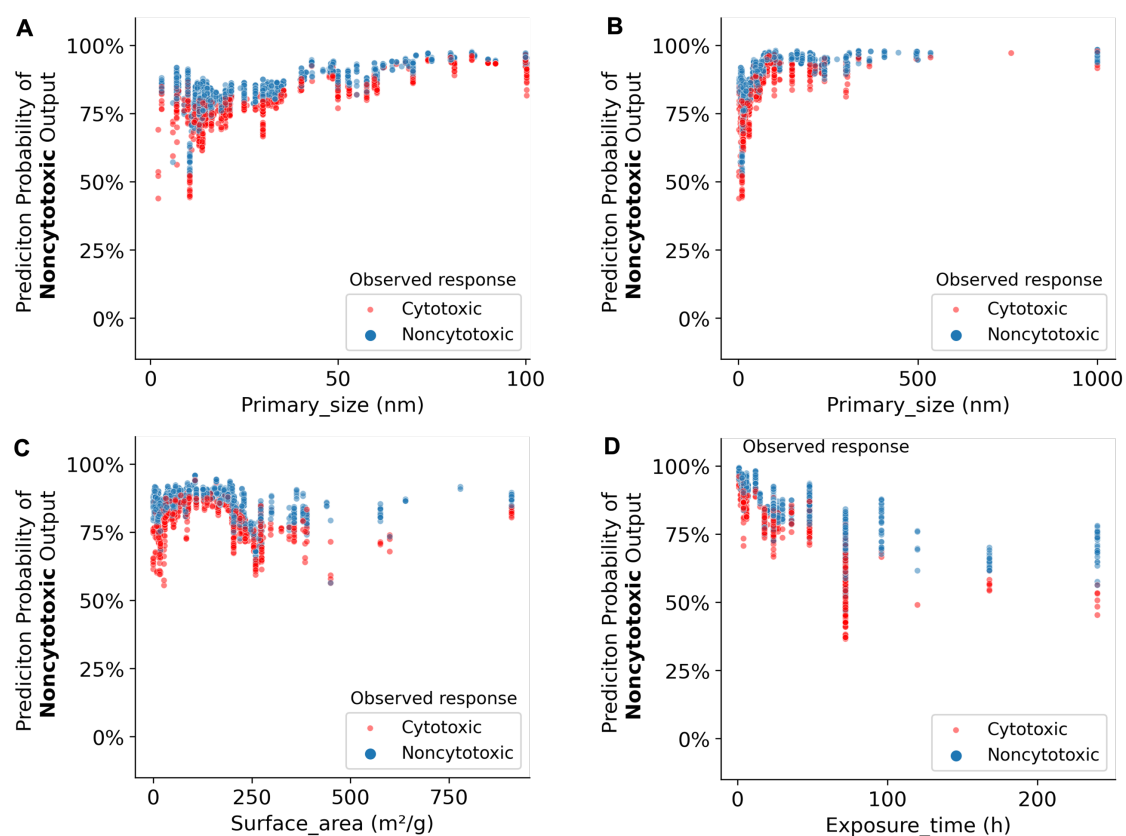 A
Prediciton Probability of
Noncytotoxic Output
100%
75%
50%
25%
0%
Observed response
Cytotoxic
Noncytotoxic
0
50
100
Primary_size (nm)
B
Prediciton Probability of
Noncytotoxic Output
100%
75%
50%
25%
0%
Observed response
Cytotoxic
Noncytotoxic
0
500
1000
Primary_size (nm)
C
Prediciton Probability of
Noncytotoxic Output
100%
75%
50%
25%
0%
Observed response
Cytotoxic
Noncytotoxic
0
250
500
750
Surface_area (m²/g)
D
Observed response
Prediciton Probability of
Noncytotoxic Output
100%
75%
50%
25%
0%
Cytotoxic
Noncytotoxic
0
100
200
Exposure_time (h)